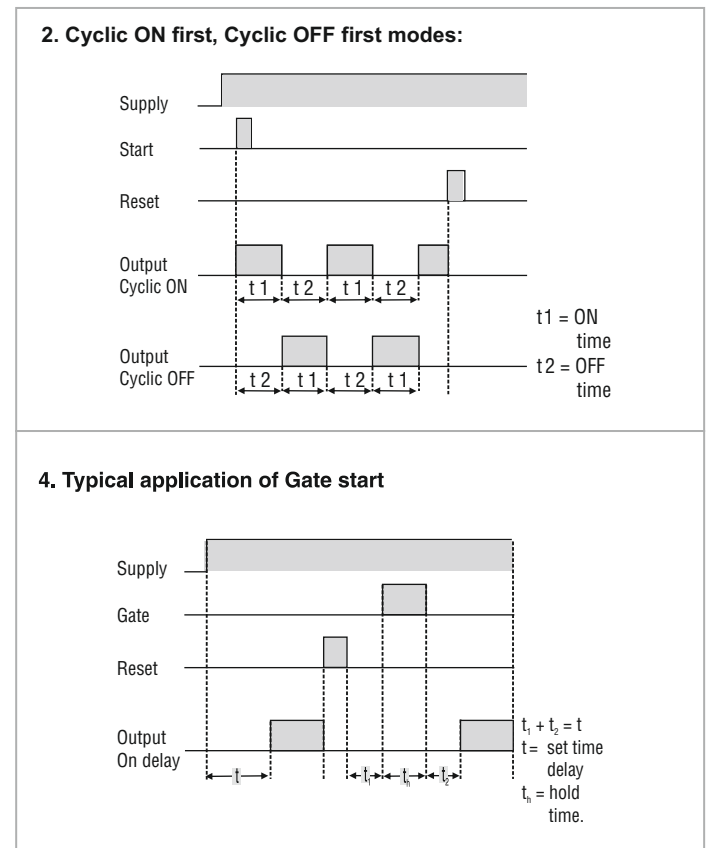 2. Cyclic ON first, Cyclic OFF first modes:
Supply
Start
Reset
Output
Cyclic ON
t 1 t 2 t 1 t 2
t1 = ON
time
t2 = OFF
time
Output
Cyclic OFF
t 2 t 1 t 2 t 1
4. Typical application of Gate start
Supply
Gate
Reset
Output
On delay
t t₁ tₕ t₂
t₁ + t₂ = t
t = set time
delay
tₕ = hold
time.